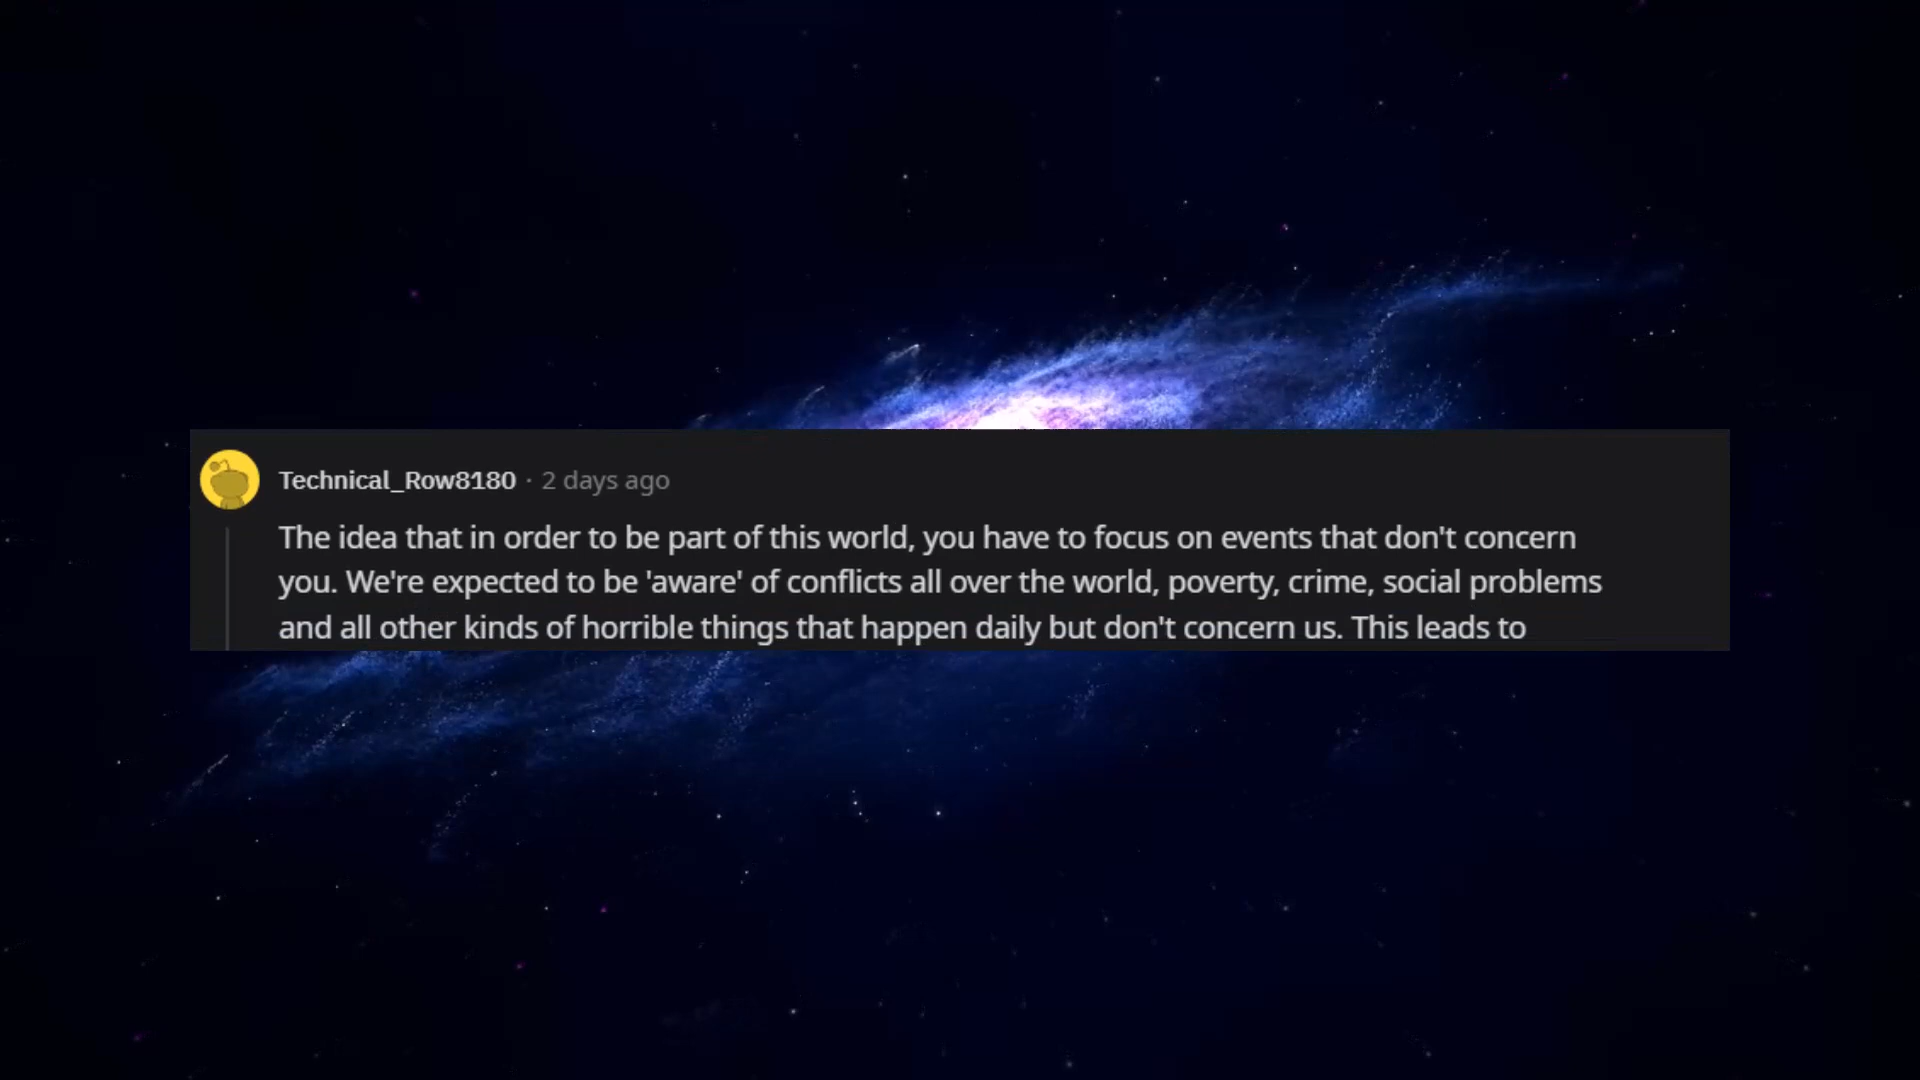 Technical_Row8180 · 2 days ago
The idea that in order to be part of this world, you have to focus on events that don't concern
you. We're expected to be 'aware' of conflicts all over the world, poverty, crime, social problems
and all other kinds of horrible things that happen daily but don't concern us. This leads to